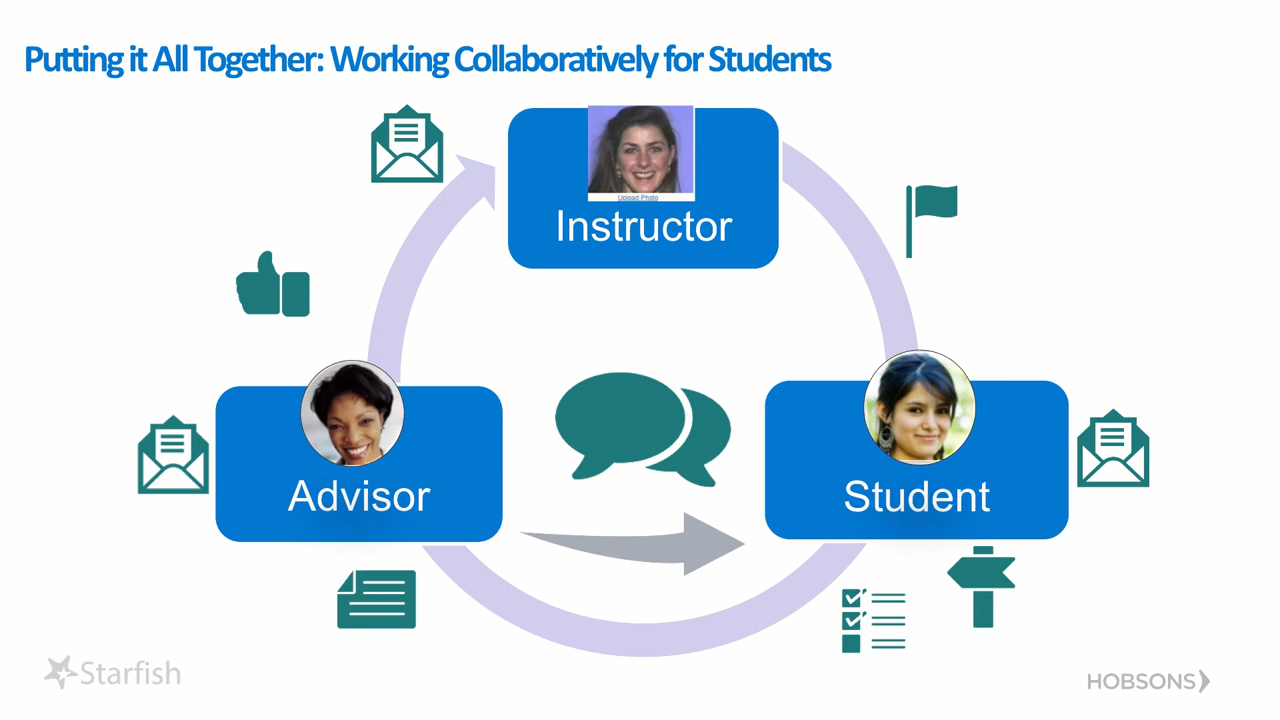 Putting it All Together: Working Collaboratively for Students
Upload Photo
Instructor
Advisor
Student
Starfish
HOBSONS